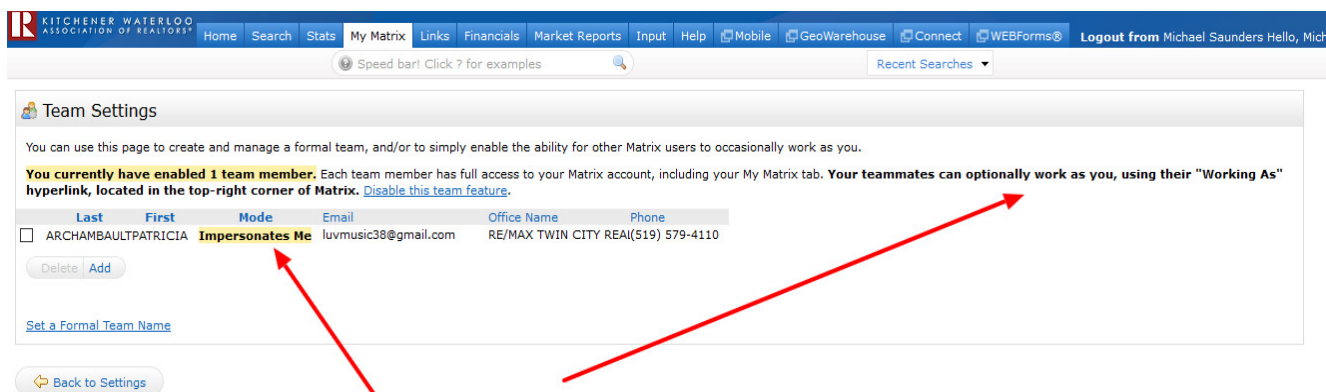 KITCHENER WATERLOO
ASSOCIATION OF REALTORS®
Home Search Stats My Matrix Links Financials Market Reports Input Help Mobile GeoWarehouse Connect WEBForms® Logout from Michael Saunders Hello, Mich
Speed bar! Click ? for examples Recent Searches
Team Settings
You can use this page to create and manage a formal team, and/or to simply enable the ability for other Matrix users to occasionally work as you.
You currently have enabled 1 team member. Each team member has full access to your Matrix account, including your My Matrix tab. Your teammates can optionally work as you, using their "Working As"
hyperlink, located in the top-right corner of Matrix. Disable this team feature.
Last First Mode Email Office Name Phone
ARCHAMBAULTPATRICIA Impersonates Me luvmusic38@gmail.com RE/MAX TWIN CITY REAL(519) 579-4110
Delete Add
Set a Formal Team Name
Back to Settings